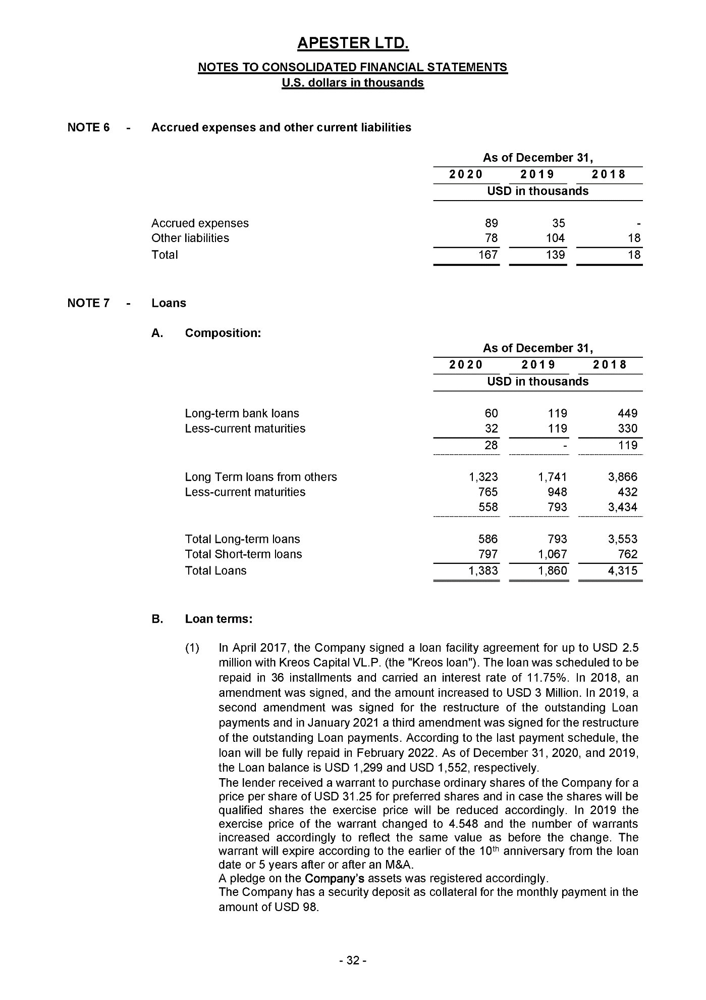 APESTER LTD.
NOTES TO CONSOLIDATED FINANCIAL STATEMENTS
U.S. dollars in thousands
NOTE 6 - Accrued expenses and other current liabilities
As of December 31,
2020 2019 2018
USD in thousands
Accrued expenses 89 35 -
Other liabilities 78 104 18
Total 167 139 18
NOTE 7 - Loans
A. Composition:
As of December 31,
2020 2019 2018
USD in thousands
Long-term bank loans 60 119 449
Less-current maturities 32 119 330
28 - 119
Long Term loans from others 1,323 1,741 3,866
Less-current maturities 765 948 432
558 793 3,434
Total Long-term loans 586 793 3,553
Total Short-term loans 797 1,067 762
Total Loans 1,383 1,860 4,315
B. Loan terms:
(1) In April 2017, the Company signed a loan facility agreement for up to USD 2.5
million with Kreos Capital VL.P. (the "Kreos loan"). The loan was scheduled to be
repaid in 36 installments and carried an interest rate of 11.75%. In 2018, an
amendment was signed, and the amount increased to USD 3 Million. In 2019, a
second amendment was signed for the restructure of the outstanding Loan
payments and in January 2021 a third amendment was signed for the restructure
of the outstanding Loan payments. According to the last payment schedule, the
loan will be fully repaid in February 2022. As of December 31, 2020, and 2019,
the Loan balance is USD 1,299 and USD 1,552, respectively.
The lender received a warrant to purchase ordinary shares of the Company for a
price per share of USD 31.25 for preferred shares and in case the shares will be
qualified shares the exercise price will be reduced accordingly. In 2019 the
exercise price of the warrant changed to 4.548 and the number of warrants
increased accordingly to reflect the same value as before the change. The
warrant will expire according to the earlier of the 10th anniversary from the loan
date or 5 years after or after an M&A.
A pledge on the Company's assets was registered accordingly.
The Company has a security deposit as collateral for the monthly payment in the
amount of USD 98.
- 32 -